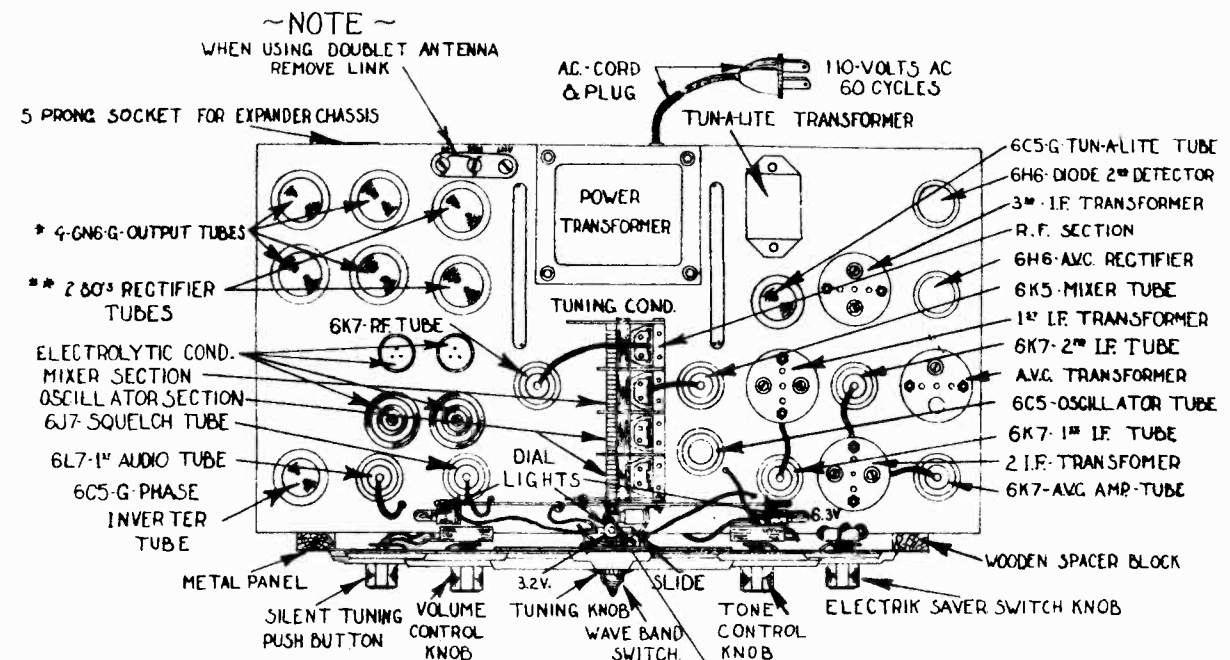 ~NOTE~
WHEN USING DOUBLET ANTENNA
REMOVE LINK
A.C.-CORD
& PLUG
110-VOLTS AC
60 CYCLES
5 PRONG SOCKET FOR EXPANDER CHASSIS
TUN-A-LITE TRANSFORMER
6C5-G-TUN-A-LITE TUBE
6H6-DIODE 2ND DETECTOR
3RD I.F. TRANSFORMER
R.F. SECTION
6H6-A.V.C. RECTIFIER
6K5-MIXER TUBE
1ST I.F. TRANSFORMER
6K7-2ND I.F. TUBE
A.V.C. TRANSFORMER
6C5-OSCILLATOR TUBE
6K7-1ST I.F. TUBE
2 I.F.-TRANSFOMER
6K7-AVC AMP.-TUBE
POWER
TRANSFORMER
* 4-6N6-G-OUTPUT TUBES
** 2 80'S RECTIFIER
TUBES
TUNING COND.
6K7-RF TUBE
ELECTROLYTIC COND.
MIXER SECTION
OSCILLATOR SECTION
6J7-SQUELCH TUBE
6L7-1ST AUDIO TUBE
6C5-G-PHASE
INVERTER
TUBE
DIAL
LIGHTS
6.3V
METAL PANEL
WOODEN SPACER BLOCK
SILENT TUNING
PUSH BUTTON
VOLUME
CONTROL
KNOB
3.2V.
TUNING KNOB
SLIDE
WAVE BAND
SWITCH.
TONE
CONTROL
KNOB
ELECTRIK SAVER SWITCH KNOB